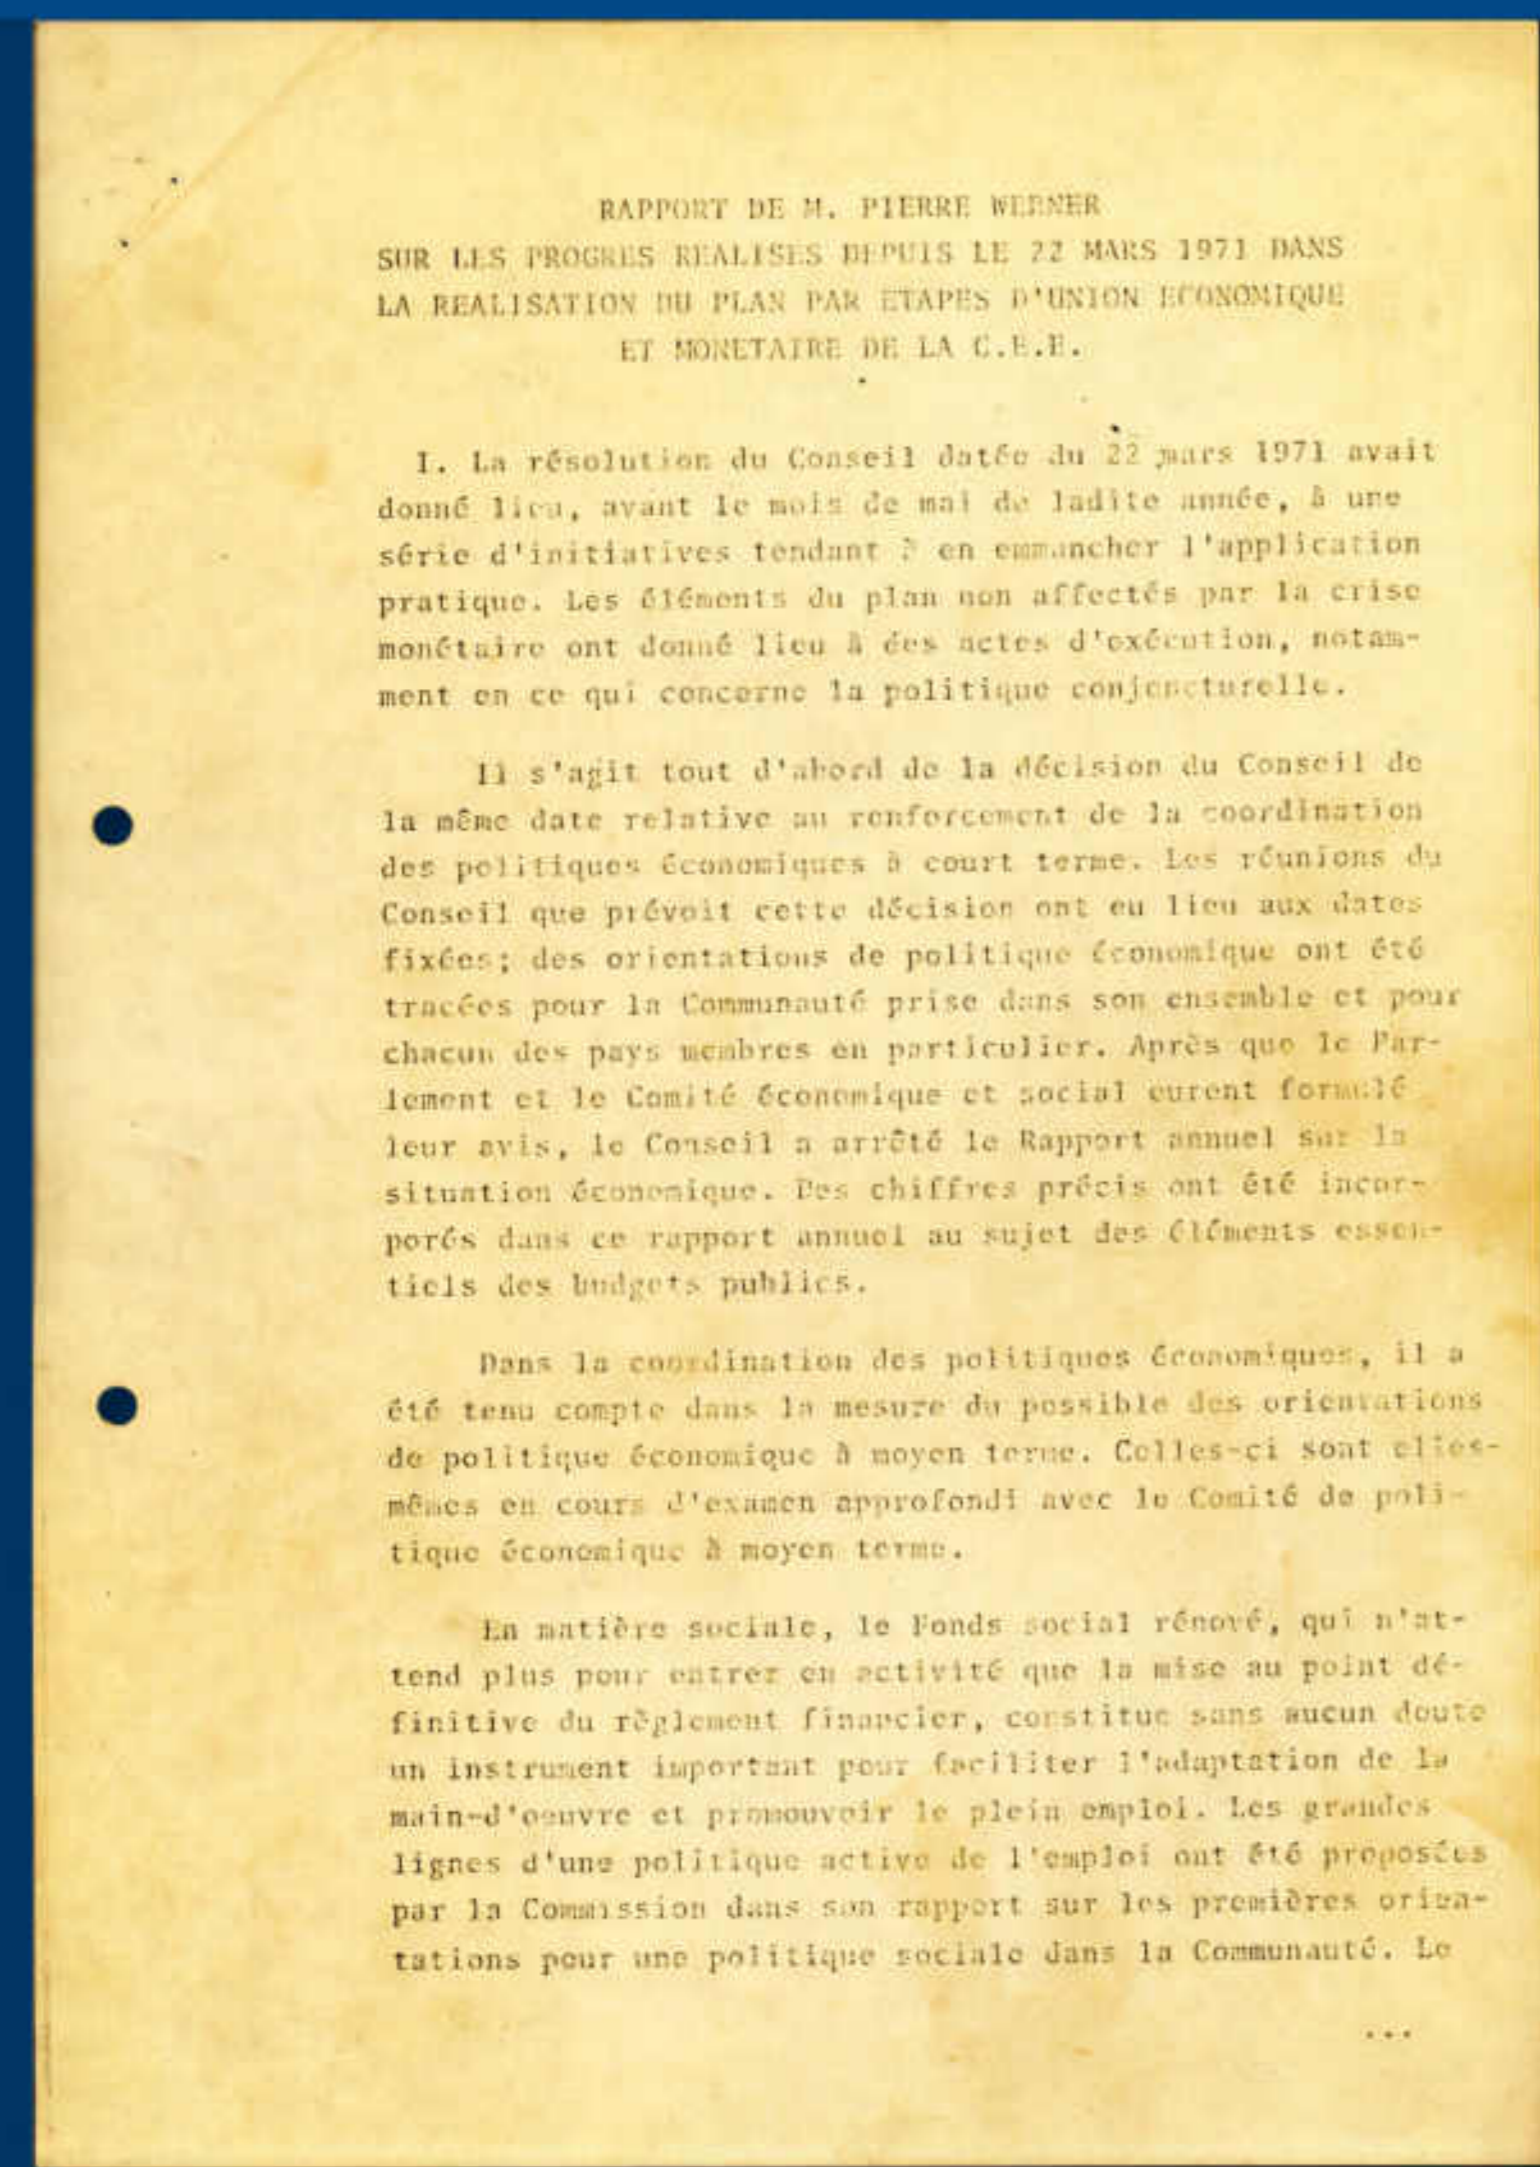 RAPPORT DE M. PIERRE WERNER
SUR LES PROGRES REALISES DEPUIS LE 22 MARS 1971 DANS
LA REALISATION DU PLAN PAR ETAPES D'UNION ECONOMIQUE
ET MONETAIRE DE LA C.E.E.
I. La résolution du Conseil datée du 22 mars 1971 avait
donné lieu, avant le mois de mai de ladite année, à une
série d'initiatives tendant à en emmancher l'application
pratique. Les éléments du plan non affectés par la crise
monétaire ont donné lieu à des actes d'exécution, notam-
ment en ce qui concerne la politique conjoncturelle.
Il s'agit tout d'abord de la décision du Conseil de
la même date relative au renforcement de la coordination
des politiques économiques à court terme. Les réunions du
Conseil que prévoit cette décision ont eu lieu aux dates
fixées; des orientations de politique économique ont été
tracées pour la Communauté prise dans son ensemble et pour
chacun des pays membres en particulier. Après que le Par-
lement et le Comité économique et social eurent formulé
leur avis, le Conseil a arrêté le Rapport annuel sur la
situation économique. Des chiffres précis ont été incor-
porés dans ce rapport annuel au sujet des éléments essen-
tiels des budgets publics.
Dans la coordination des politiques économiques, il a
été tenu compte dans la mesure du possible des orientations
de politique économique à moyen terme. Celles-ci sont elles-
mêmes en cours d'examen approfondi avec le Comité de poli-
tique économique à moyen terme.
En matière sociale, le Fonds social rénové, qui n'at-
tend plus pour entrer en activité que la mise au point dé-
finitive du règlement financier, constitue sans aucun doute
un instrument important pour faciliter l'adaptation de la
main-d'oeuvre et promouvoir le plein emploi. Les grandes
lignes d'une politique active de l'emploi ont été proposées
par la Commission dans son rapport sur les premières orien-
tations pour une politique sociale dans la Communauté. Le
...